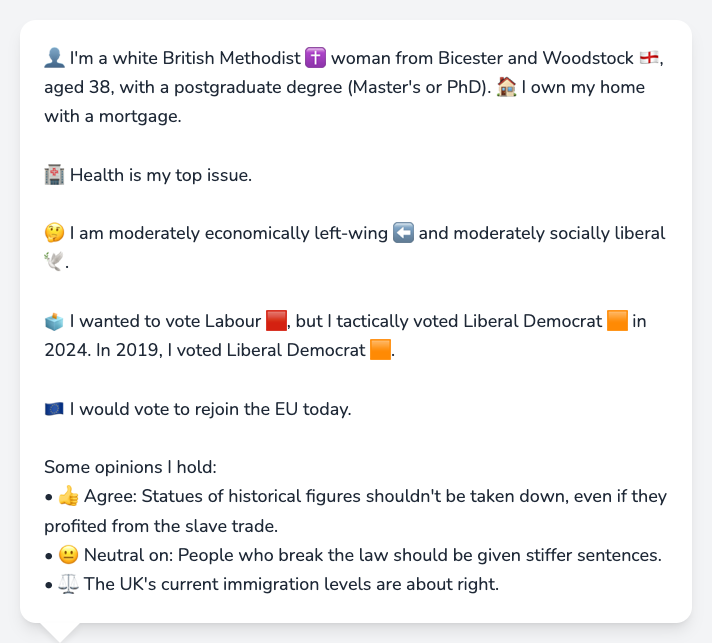 👤 I'm a white British Methodist ✝️ woman from Bicester and Woodstock 🏴󠁧󠁢󠁥󠁮󠁧󠁿,
aged 38, with a postgraduate degree (Master's or PhD). 🏠 I own my home
with a mortgage.
🏥 Health is my top issue.
🤔 I am moderately economically left-wing ⬅️ and moderately socially liberal
🕊️.
🗳️ I wanted to vote Labour 🟥, but I tactically voted Liberal Democrat 🟧 in
2024. In 2019, I voted Liberal Democrat 🟧.
🇪🇺 I would vote to rejoin the EU today.
Some opinions I hold:
• 👍 Agree: Statues of historical figures shouldn't be taken down, even if they
profited from the slave trade.
• 😐 Neutral on: People who break the law should be given stiffer sentences.
• ⚖️ The UK's current immigration levels are about right.